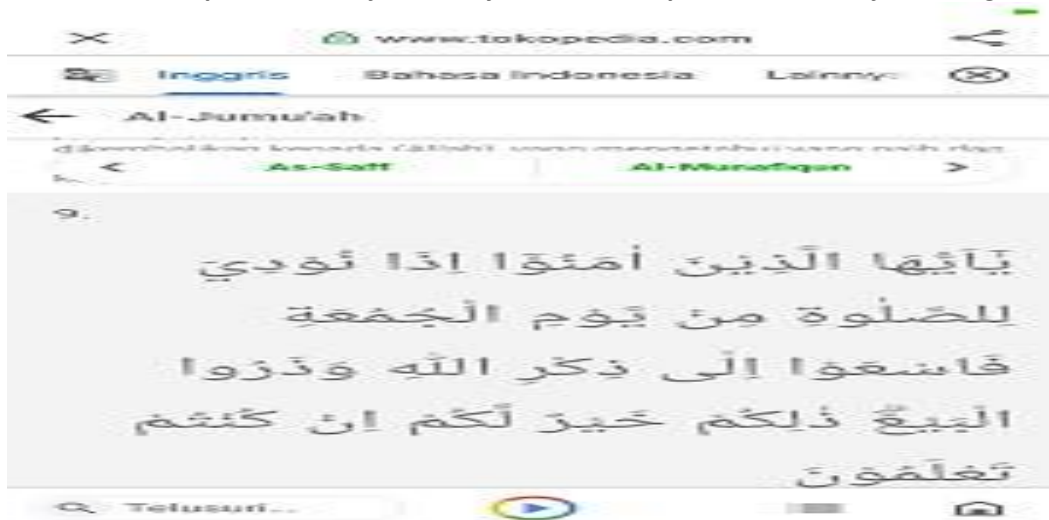 www.tokopedia.com
Inggris Bahasa Indonesia Lainny
Al-Jumu'ah
As-Saff Al-Munafiqun
9.
يٰٓاَيُّهَا الَّذِيْنَ اٰمَنُوْٓا اِذَا نُوْدِيَ
لِلصَّلٰوةِ مِنْ يَّوْمِ الْجُمُعَةِ
فَاسْعَوْا اِلٰى ذِكْرِ اللّٰهِ وَذَرُوا
الْبَيْعَۗ ذٰلِكُمْ خَيْرٌ لَّكُمْ اِنْ كُنْتُمْ
تَعْلَمُوْنَ
Telusuri...